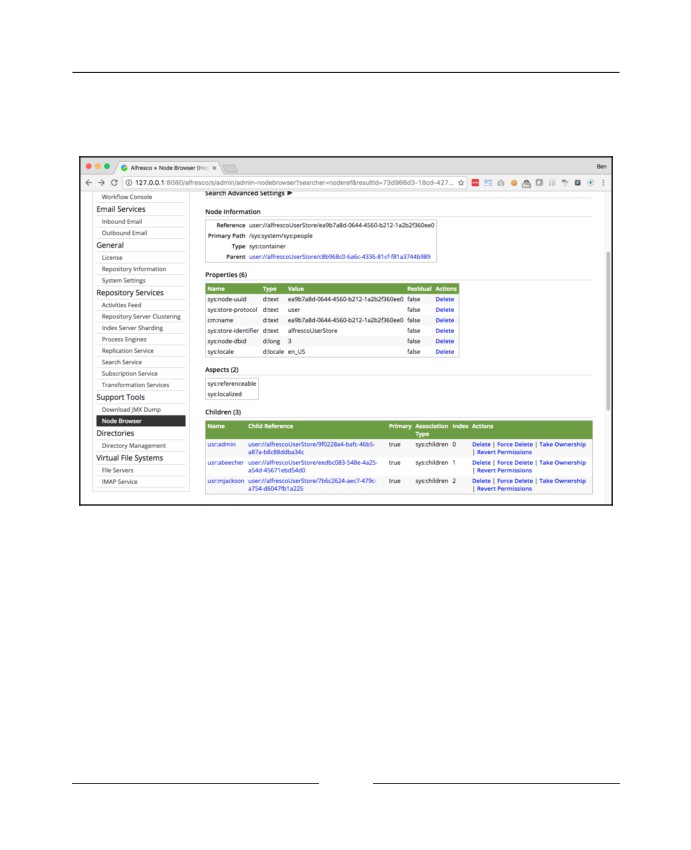 Alfresco » Node Browser [Hos
Ben
127.0.0.1:8080/alfresco/s/admin/admin-nodebrowser?searcher=noderef&resultId=73d966d3-18cd-427...
Workflow Console
Email Services
Inbound Email
Outbound Email
General
License
Repository Information
System Settings
Repository Services
Activities Feed
Repository Server Clustering
Index Server Sharding
Process Engines
Replication Service
Search Service
Subscription Service
Transformation Services
Support Tools
Download JMX Dump
Node Browser
Directories
Directory Management
Virtual File Systems
File Servers
IMAP Service
Search Advanced Settings ►
Node Information
Reference user://alfrescoUserStore/ea9b7a8d-0644-4560-b212-1a2b2f360ee0
Primary Path /sys:system/sys:people
Type sys:container
Parent user://alfrescoUserStore/c8b968c0-6a6c-4336-81cf-f81a3744b989
Properties (6)
Name Type Value Residual Actions
sys:node-uuid d:text ea9b7a8d-0644-4560-b212-1a2b2f360ee0 false Delete
sys:store-protocol d:text user false Delete
cm:name d:text ea9b7a8d-0644-4560-b212-1a2b2f360ee0 false Delete
sys:store-identifier d:text alfrescoUserStore false Delete
sys:node-dbid d:long 3 false Delete
sys:locale d:locale en_US false Delete
Aspects (2)
sys:referenceable
sys:localized
Children (3)
Name Child Reference Primary Association Index Actions
Type
usr:admin user://alfrescoUserStore/9f0228a4-bafc-46b5- true sys:children 0 Delete | Force Delete | Take Ownership
a87a-b8c88ddba34c | Revert Permissions
usr:abeecher user://alfrescoUserStore/eedbc083-548e-4a25- true sys:children 1 Delete | Force Delete | Take Ownership
a54d-45671ebd54d0 | Revert Permissions
usr:mjackson user://alfrescoUserStore/7b6c2624-aec7-479c- true sys:children 2 Delete | Force Delete | Take Ownership
a754-d6047fb1a225 | Revert Permissions